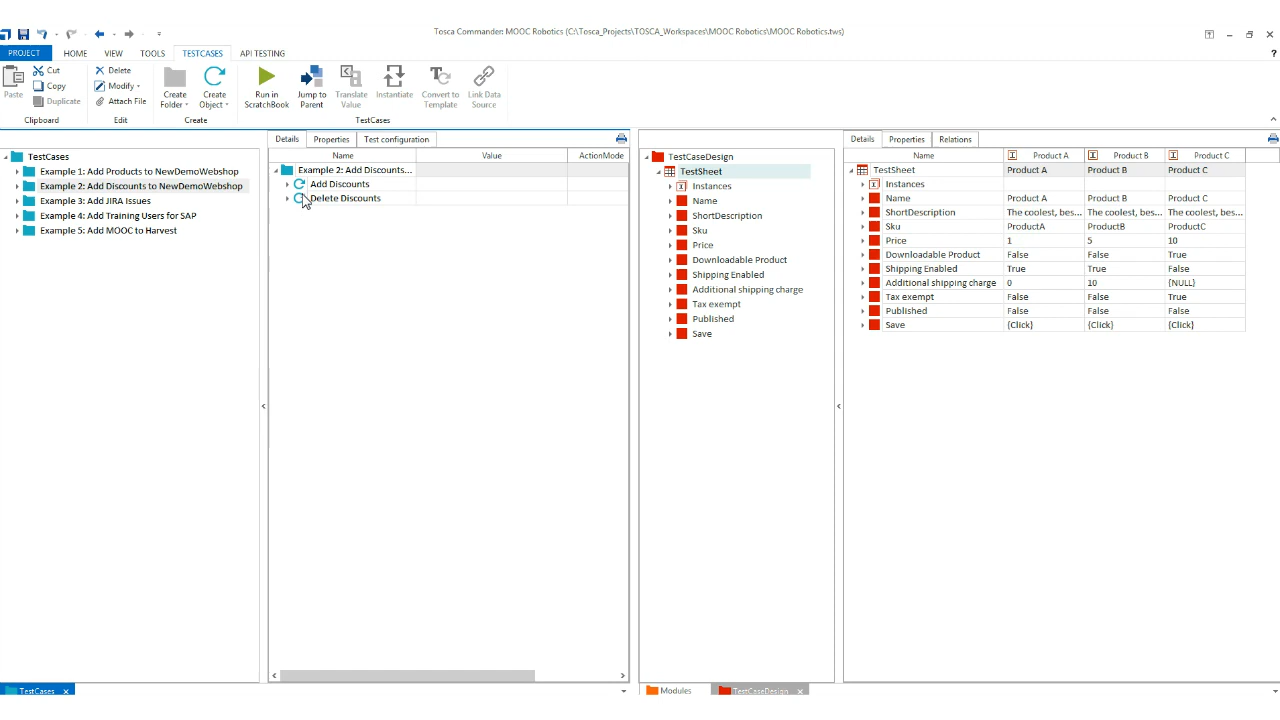 Tosca Commander: MOOC Robotics (C:\Tosca_Projects\TOSCA_Workspaces\MOOC Robotics\MOOC Robotics.tws)
PROJECT HOME VIEW TOOLS TESTCASES API TESTING ?
Paste
Cut
Copy
Duplicate
Clipboard
Delete
Modify
Attach File
Edit
Create Folder
Create Object
Create
Run in ScratchBook
Jump to Parent
Translate Value
Instantiate
Convert to Template
Link Data Source
TestCases
TestCases
Example 1: Add Products to NewDemoWebshop
Example 2: Add Discounts to NewDemoWebshop
Example 3: Add JIRA Issues
Example 4: Add Training Users for SAP
Example 5: Add MOOC to Harvest
Details Properties Test configuration
Name Value ActionMode
Example 2: Add Discounts...
Add Discounts
Delete Discounts
TestCaseDesign
TestSheet
Instances
Name
ShortDescription
Sku
Price
Downloadable Product
Shipping Enabled
Additional shipping charge
Tax exempt
Published
Save
Details Properties Relations
Name Product A Product B Product C
TestSheet Product A Product B Product C
Instances
Name Product A Product B Product C
ShortDescription The coolest, bes... The coolest, bes... The coolest, bes...
Sku ProductA ProductB ProductC
Price 1 5 10
Downloadable Product False False True
Shipping Enabled True True False
Additional shipping charge 0 10 {NULL}
Tax exempt False False True
Published False False False
Save {Click} {Click} {Click}
TestCases x
Modules
TestCaseDesign x